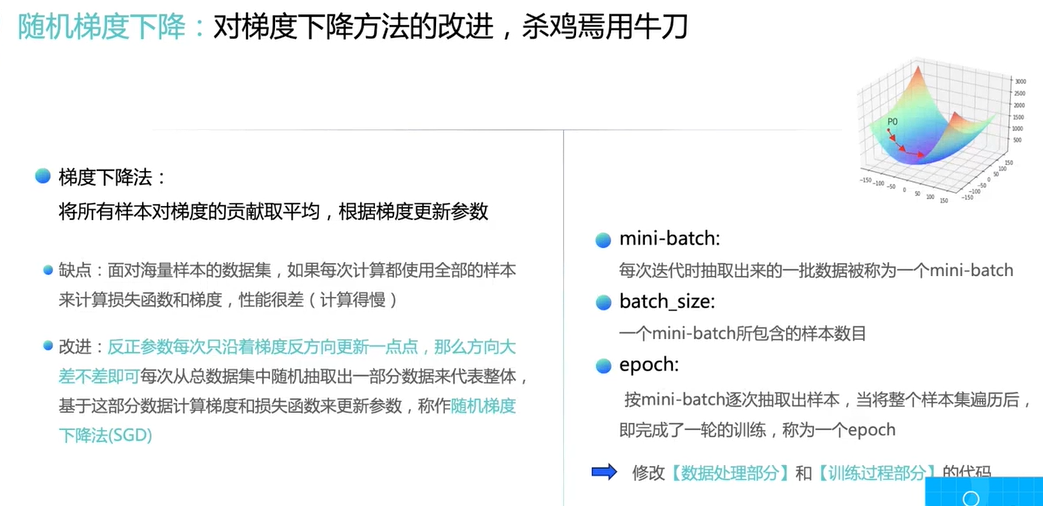 随机梯度下降：对梯度下降方法的改进，杀鸡焉用牛刀
梯度下降法：
将所有样本对梯度的贡献取平均，根据梯度更新参数
缺点：面对海量样本的数据集，如果每次计算都使用全部的样本
来计算损失函数和梯度，性能很差（计算得慢）
改进：反正参数每次只沿着梯度反方向更新一点点，那么方向大
差不差即可每次从总数据集中随机抽取出一部分数据来代表整体，
基于这部分数据计算梯度和损失函数来更新参数，称作随机梯度
下降法(SGD)
P0
3000
2500
2000
1500
1000
500
150
100
50
0
-50
-100
-150
-150
-100
-50
0
50
100
150
mini-batch:
每次迭代时抽取出来的一批数据被称为一个mini-batch
batch_size:
一个mini-batch所包含的样本数目
epoch:
按mini-batch逐次抽取出样本，当将整个样本集遍历后，
即完成了一轮的训练，称为一个epoch
修改【数据处理部分】和【训练过程部分】的代码